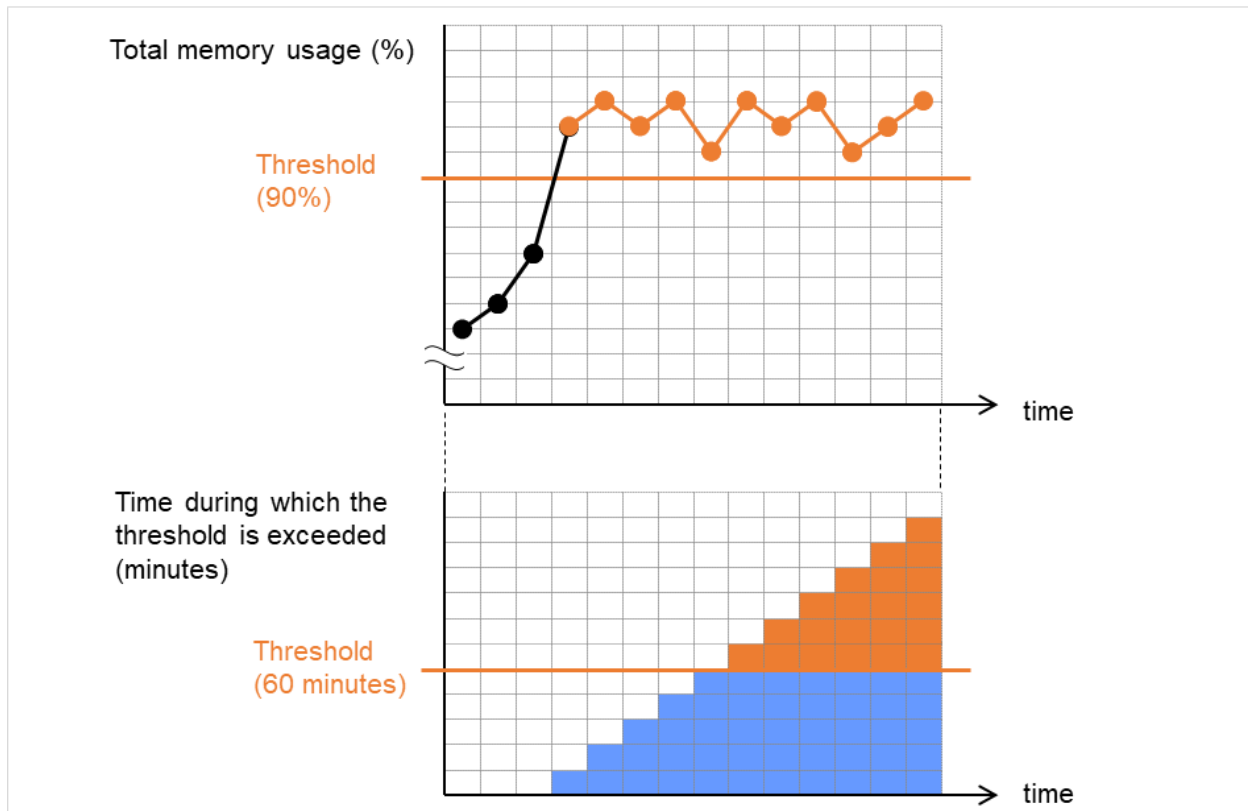 Total memory usage (%)
Threshold
(90%)
time
Time during which the
threshold is exceeded
(minutes)
Threshold
(60 minutes)
time